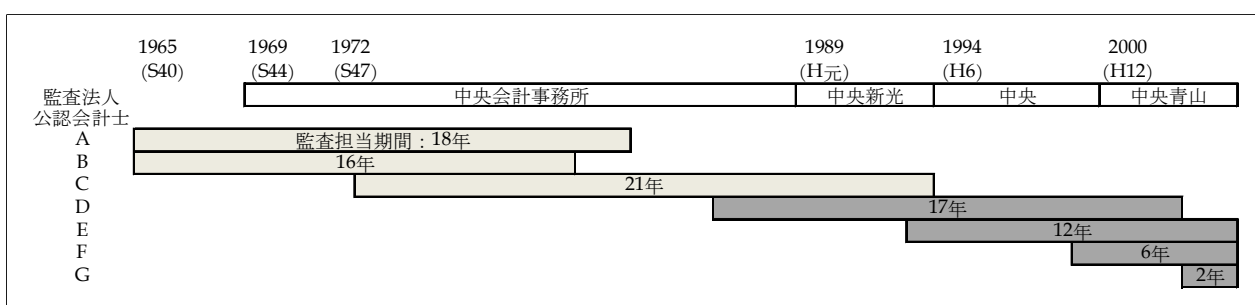 1965 1969 1972 1989 1994 2000
(S40) (S44) (S47) (H元) (H6) (H12)
監査法人 中央会計事務所 中央新光 中央 中央青山
公認会計士
A 監査担当期間：18年
B 16年
C 21年
D 17年
E 12年
F 6年
G 2年